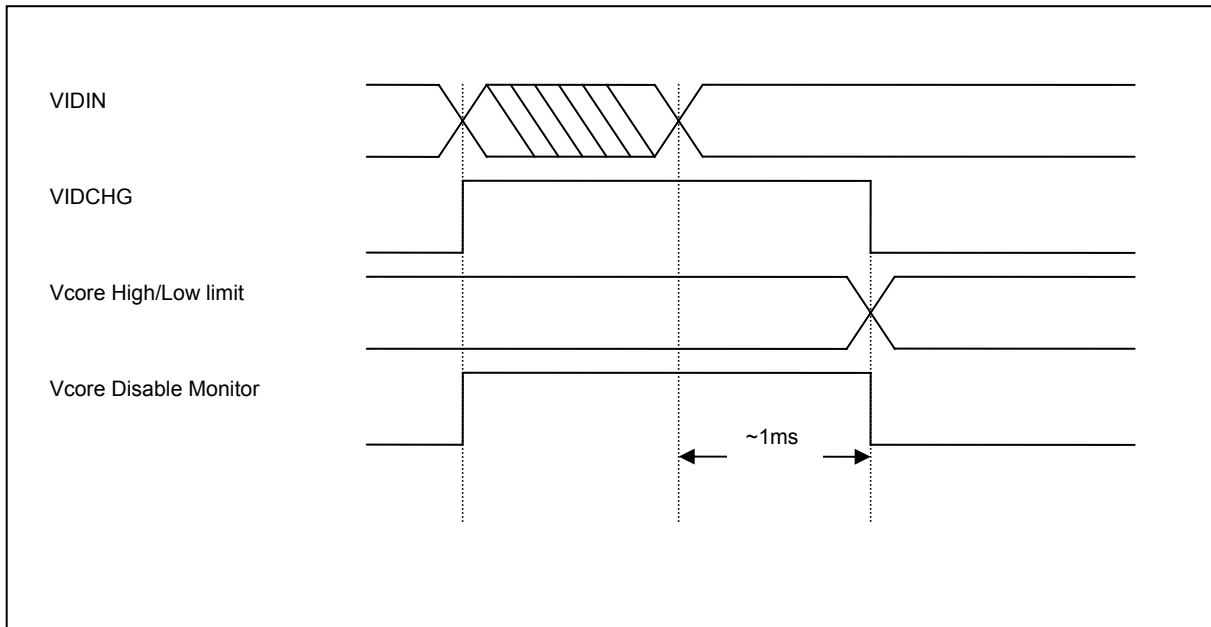 VIDIN
VIDCHG
Vcore High/Low limit
Vcore Disable Monitor
~1ms